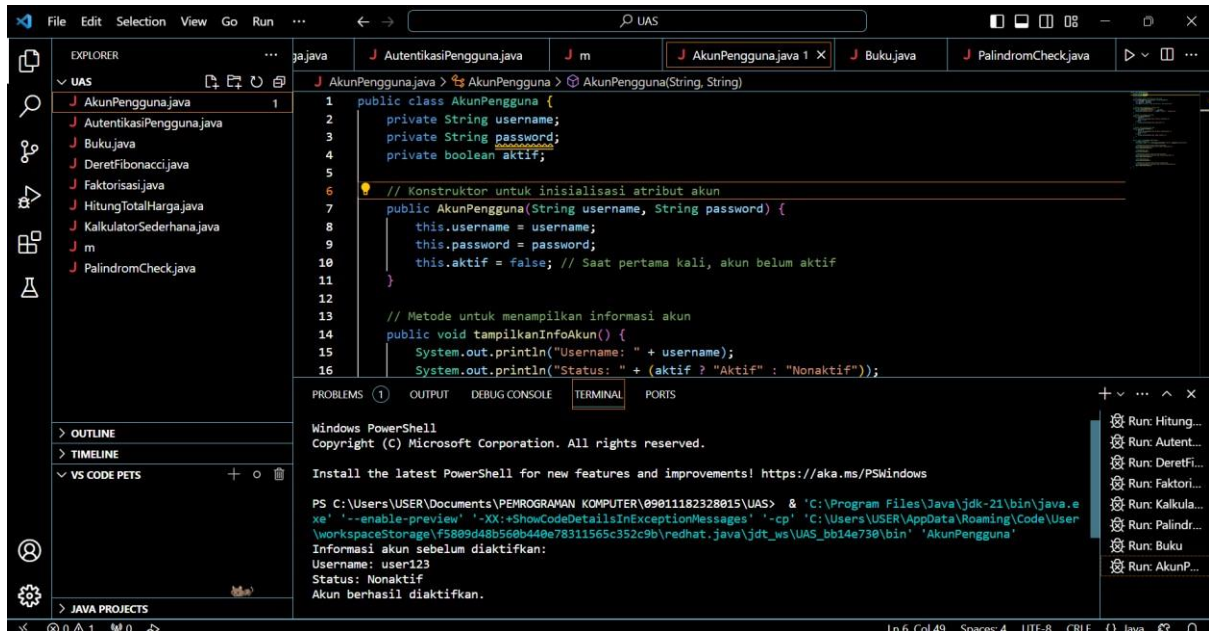 File Edit Selection View Go Run ··· UAS
EXPLORER ···
UAS
AkunPengguna.java 1
AutentikasiPengguna.java
Buku.java
DeretFibonacci.java
Faktorisasi.java
HitungTotalHarga.java
KalkulatorSederhana.java
m
PalindromCheck.java
OUTLINE
TIMELINE
VS CODE PETS
JAVA PROJECTS
ga.java AutentikasiPengguna.java m AkunPengguna.java 1 Buku.java PalindromCheck.java
AkunPengguna.java > AkunPengguna > AkunPengguna(String, String)
1 public class AkunPengguna {
2 private String username;
3 private String password;
4 private boolean aktif;
5
6 // Konstruktor untuk inisialisasi atribut akun
7 public AkunPengguna(String username, String password) {
8 this.username = username;
9 this.password = password;
10 this.aktif = false; // Saat pertama kali, akun belum aktif
11 }
12
13 // Metode untuk menampilkan informasi akun
14 public void tampilkanInfoAkun() {
15 System.out.println("Username: " + username);
16 System.out.println("Status: " + (aktif ? "Aktif" : "Nonaktif"));
PROBLEMS 1 OUTPUT DEBUG CONSOLE TERMINAL PORTS
Windows PowerShell
Copyright (C) Microsoft Corporation. All rights reserved.
Install the latest PowerShell for new features and improvements! https://aka.ms/PSWindows
PS C:\Users\USER\Documents\PEMROGRAMAN KOMPUTER\09011182328015\UAS> & 'C:\Program Files\Java\jdk-21\bin\java.e
xe' '--enable-preview' '-XX:+ShowCodeDetailsInExceptionMessages' '-cp' 'C:\Users\USER\AppData\Roaming\Code\User
\workspaceStorage\f5809d48b560b440e78311565c352c9b\redhat.java\jdt_ws\UAS_bb14e730\bin' 'AkunPengguna'
Informasi akun sebelum diaktifkan:
Username: user123
Status: Nonaktif
Akun berhasil diaktifkan.
Run: Hitung...
Run: Autent...
Run: DeretFi...
Run: Faktori...
Run: Kalkula...
Run: Palindr...
Run: Buku
Run: AkunP...
0 1 0 Ln 6, Col 49 Spaces: 4 UTF-8 CRLF {} Java